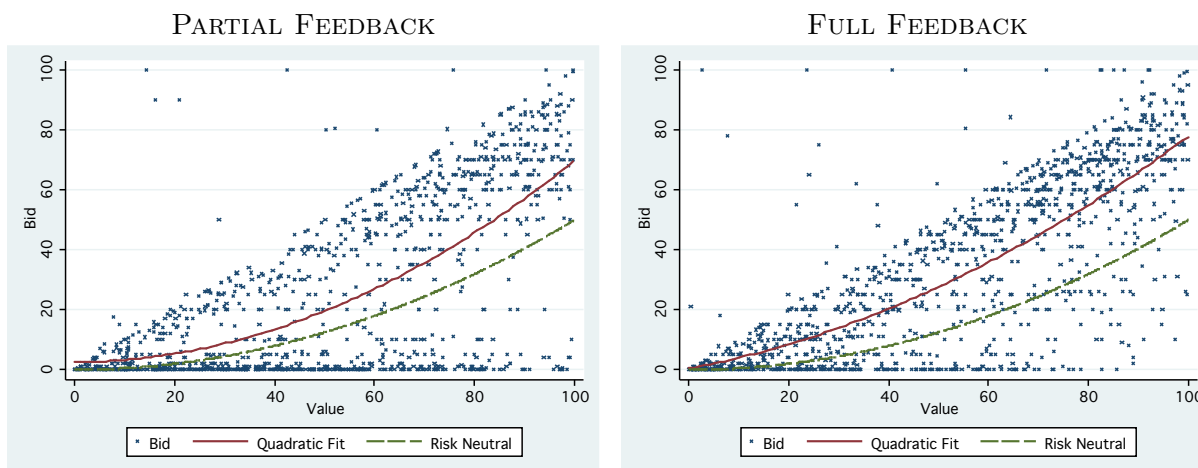 PARTIAL FEEDBACK
100
80
60
40
20
0
Bid
0 20 40 60 80 100
Value
Bid Quadratic Fit Risk Neutral
FULL FEEDBACK
100
80
60
40
20
0
Bid
0 20 40 60 80 100
Value
Bid Quadratic Fit Risk Neutral